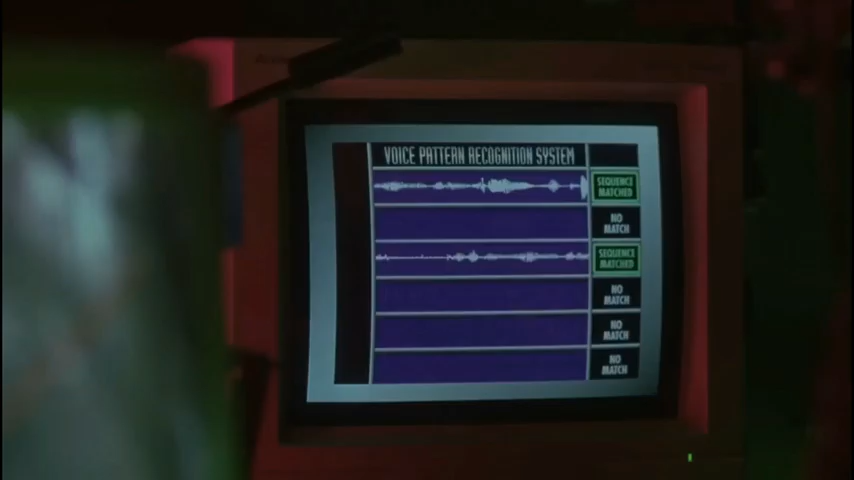 VOICE PATTERN RECOGNITION SYSTEM
SEQUENCE
MATCHED
NO
MATCH
SEQUENCE
MATCHED
NO
MATCH
NO
MATCH
NO
MATCH